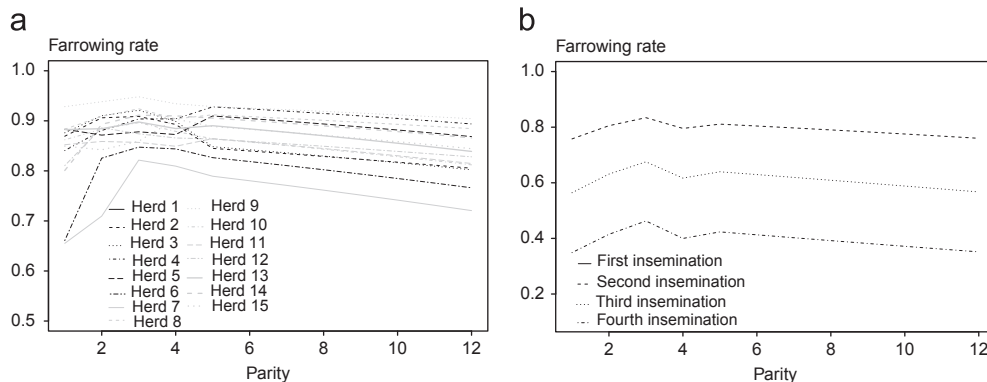 a
Farrowing rate
1.0
0.9
0.8
0.7
0.6
0.5
Herd 1
Herd 2
Herd 3
Herd 4
Herd 5
Herd 6
Herd 7
Herd 8
Herd 9
Herd 10
Herd 11
Herd 12
Herd 13
Herd 14
Herd 15
2 4 6 8 10 12
Parity
b
Farrowing rate
1.0
0.8
0.6
0.4
0.2
First insemination
Second insemination
Third insemination
Fourth insemination
2 4 6 8 10 12
Parity